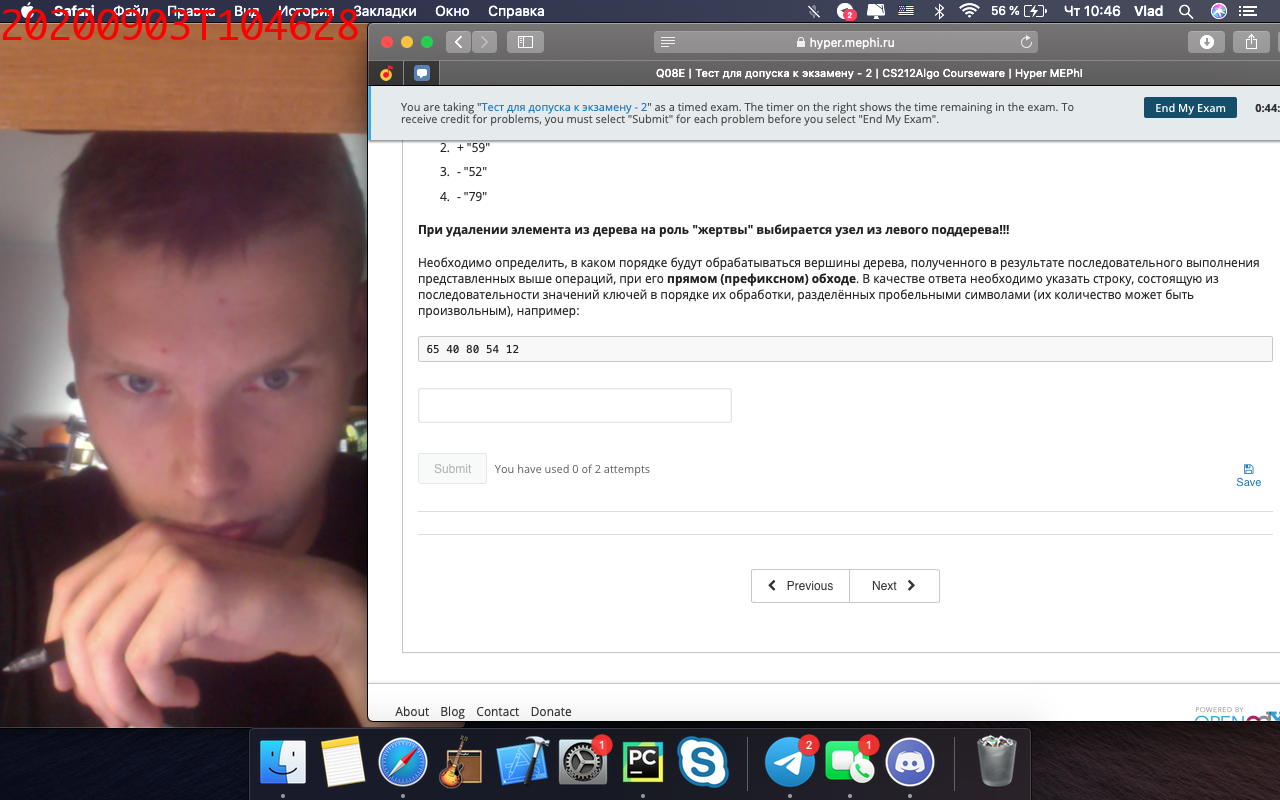 20200903T104628
Safari Файл Правка Вид История Закладки Окно Справка
2
56 % Чт 10:46 Vlad
hyper.mephi.ru
Q08E | Тест для допуска к экзамену - 2 | CS212Algo Courseware | Hyper MEPhI
You are taking "Тест для допуска к экзамену - 2" as a timed exam. The timer on the right shows the time remaining in the exam. To
receive credit for problems, you must select "Submit" for each problem before you select "End My Exam".
End My Exam
0:44:
2. + "59"
3. - "52"
4. - "79"
При удалении элемента из дерева на роль "жертвы" выбирается узел из левого поддерева!!!
Необходимо определить, в каком порядке будут обрабатываться вершины дерева, полученного в результате последовательного выполнения
представленных выше операций, при его прямом (префиксном) обходе. В качестве ответа необходимо указать строку, состоящую из
последовательности значений ключей в порядке их обработки, разделённых пробельными символами (их количество может быть
произвольным), например:
65 40 80 54 12
Submit You have used 0 of 2 attempts
Save
Previous Next
About Blog Contact Donate
POWERED BY
OPEN
1
PC
2
1